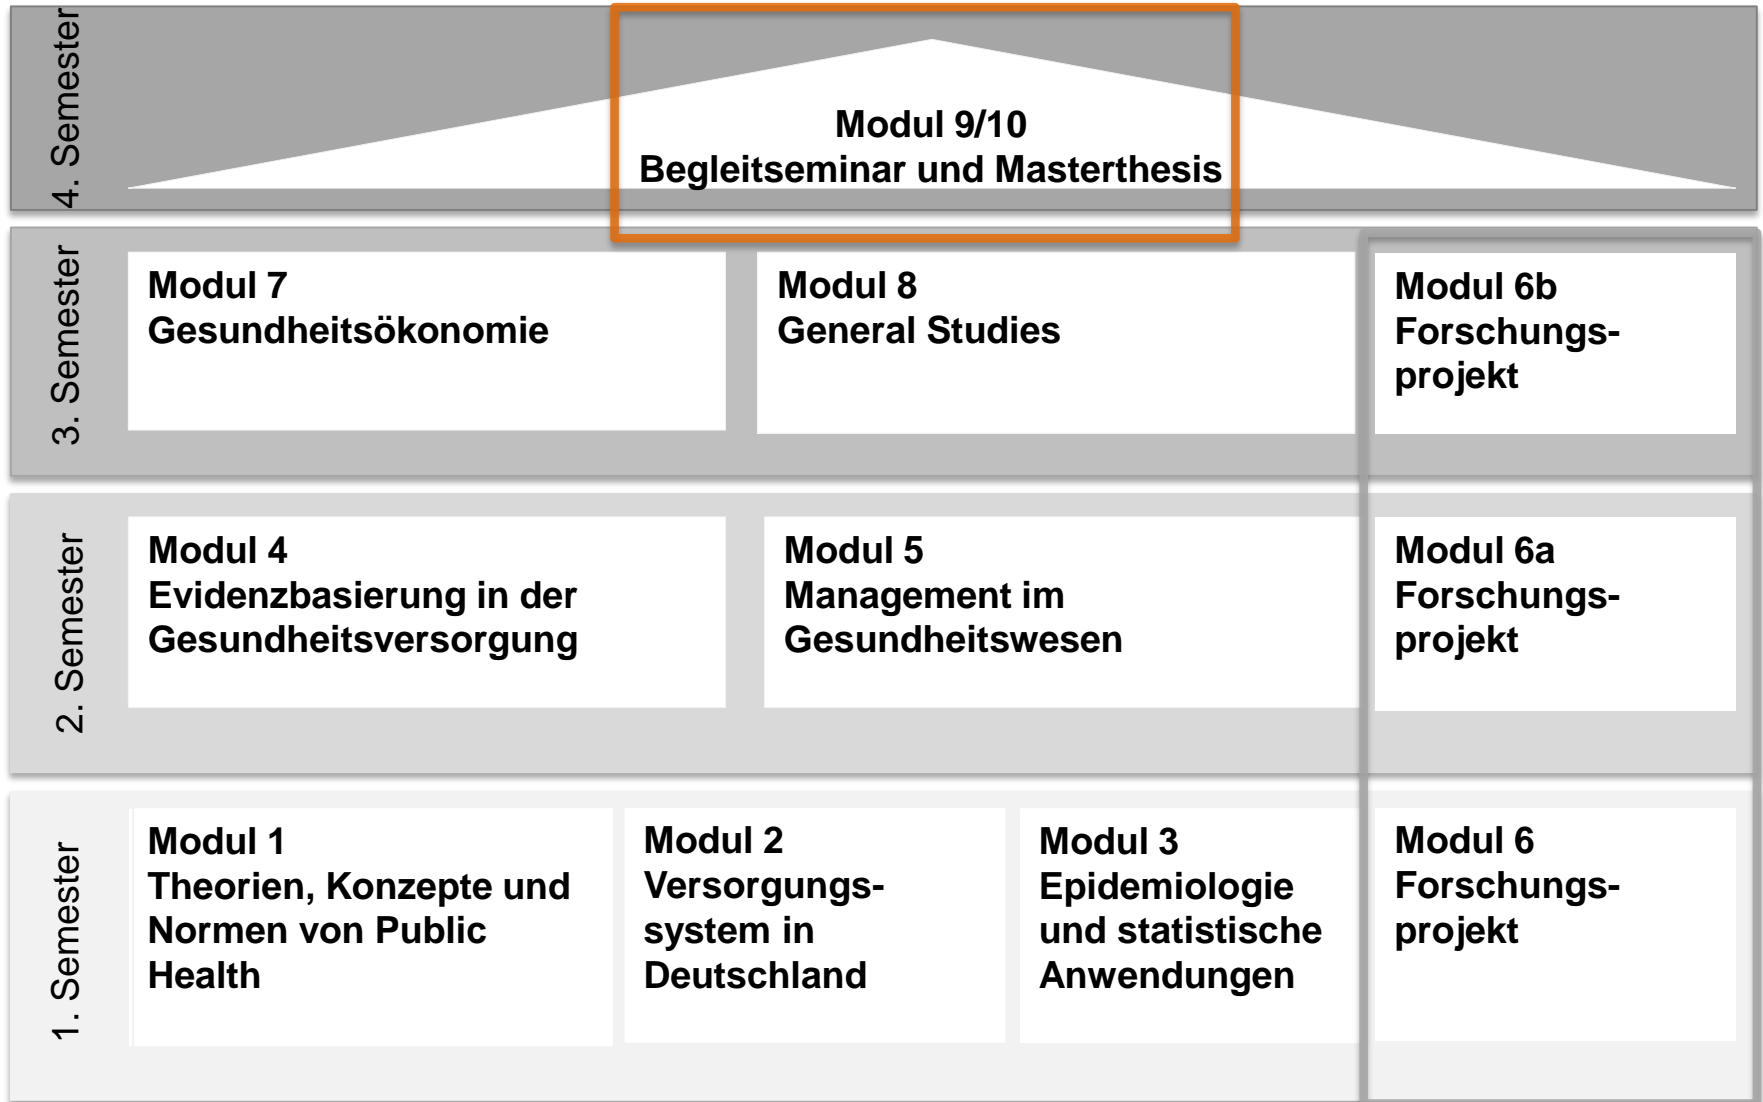 4. Semester
Modul 9/10
Begleitseminar und Masterthesis
3. Semester
Modul 7
Gesundheitsökonomie
Modul 8
General Studies
Modul 6b
Forschungs-
projekt
2. Semester
Modul 4
Evidenzbasierung in der
Gesundheitsversorgung
Modul 5
Management im
Gesundheitswesen
Modul 6a
Forschungs-
projekt
1. Semester
Modul 1
Theorien, Konzepte und
Normen von Public
Health
Modul 2
Versorgungs-
system in
Deutschland
Modul 3
Epidemiologie
und statistische
Anwendungen
Modul 6
Forschungs-
projekt